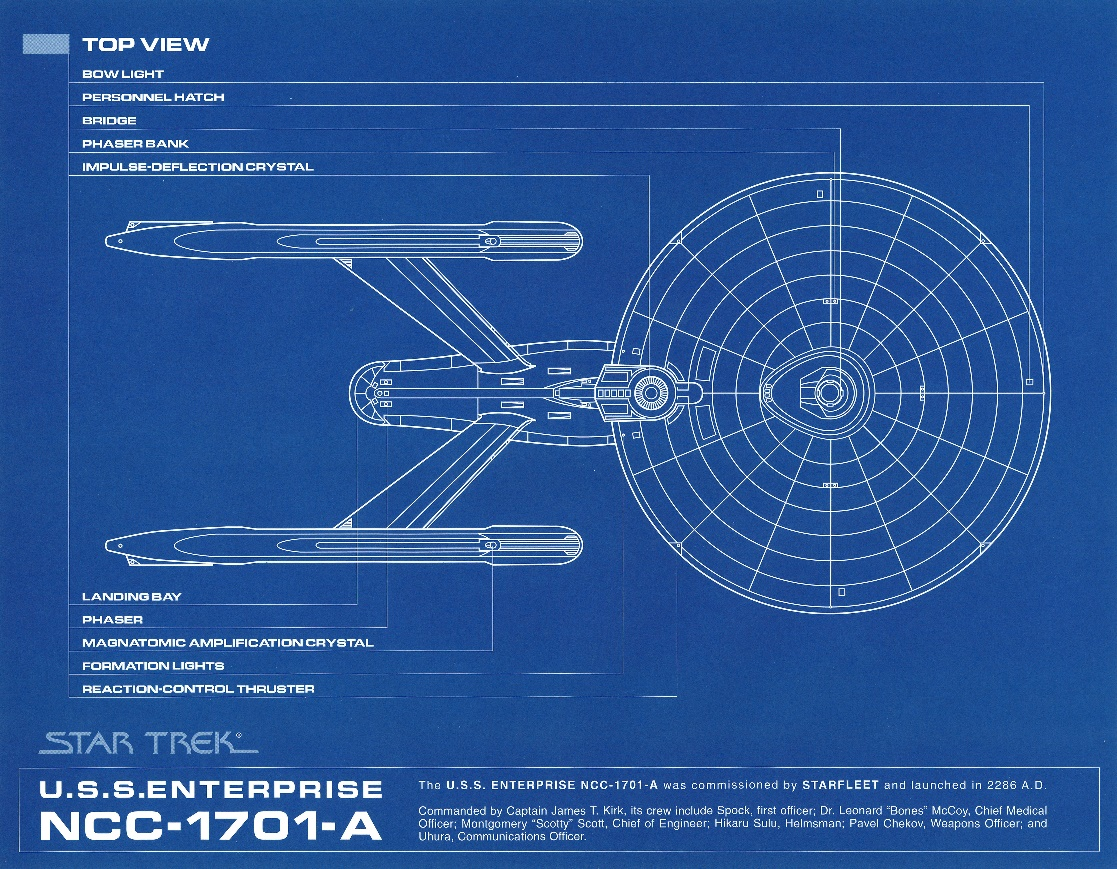 TOP VIEW
BOW LIGHT
PERSONNEL HATCH
BRIDGE
PHASER BANK
IMPULSE-DEFLECTION CRYSTAL
LANDING BAY
PHASER
MAGNATOMIC AMPLIFICATION CRYSTAL
FORMATION LIGHTS
REACTION-CONTROL THRUSTER
STAR TREK®
U.S.S.ENTERPRISE
NCC-1701-A
The U.S.S. ENTERPRISE NCC-1701-A was commissioned by STARFLEET and launched in 2286 A.D.
Commanded by Captain James T. Kirk, its crew include Spock, first officer; Dr. Leonard "Bones" McCoy, Chief Medical
Officer; Montgomery "Scotty" Scott, Chief of Engineer; Hikaru Sulu, Helmsman; Pavel Chekov, Weapons Officer; and
Uhura, Communications Officer.